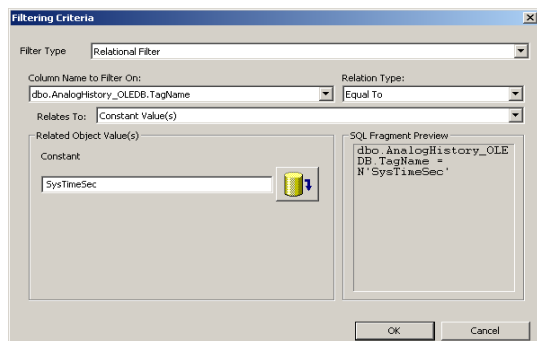 Filtering Criteria
Filter Type Relational Filter
Column Name to Filter On: Relation Type:
dbo.AnalogHistory_OLEDB.TagName Equal To
Relates To: Constant Value(s)
Related Object Value(s) SQL Fragment Preview
Constant
SysTimeSec
dbo.AnalogHistory_OLE
DB.TagName =
N'SysTimeSec'
OK Cancel